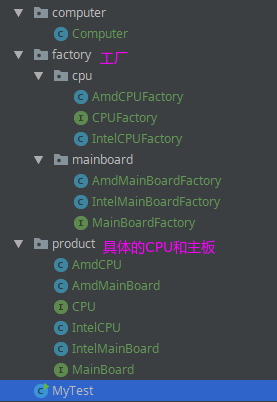 computer
Computer
factory 工厂
cpu
AmdCPUFactory
CPUFactory
IntelCPUFactory
mainboard
AmdMainBoardFactory
IntelMainBoardFactory
MainBoardFactory
product 具体的CPU和主板
AmdCPU
AmdMainBoard
CPU
IntelCPU
IntelMainBoard
MainBoard
MyTest